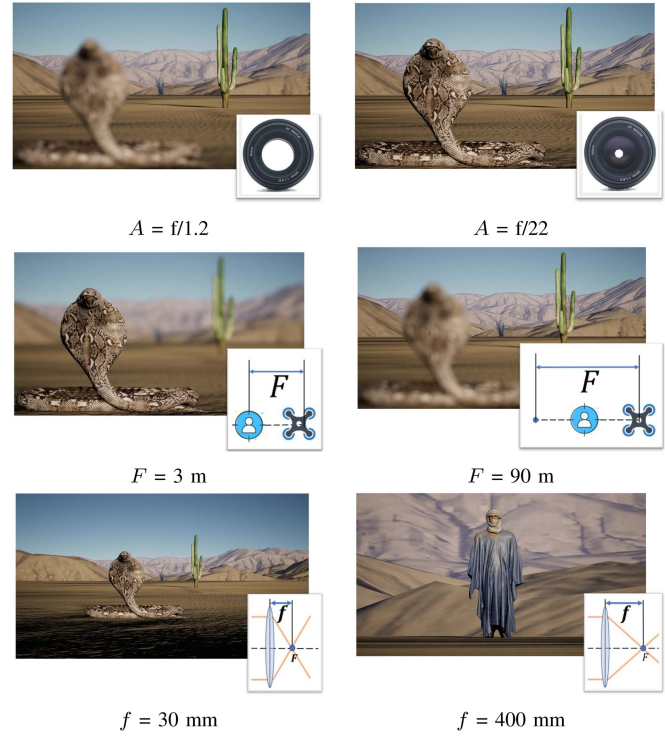 A = f/1.2
A = f/22
F
F
F = 3 m
F = 90 m
f
F
f
F
f = 30 mm
f = 400 mm